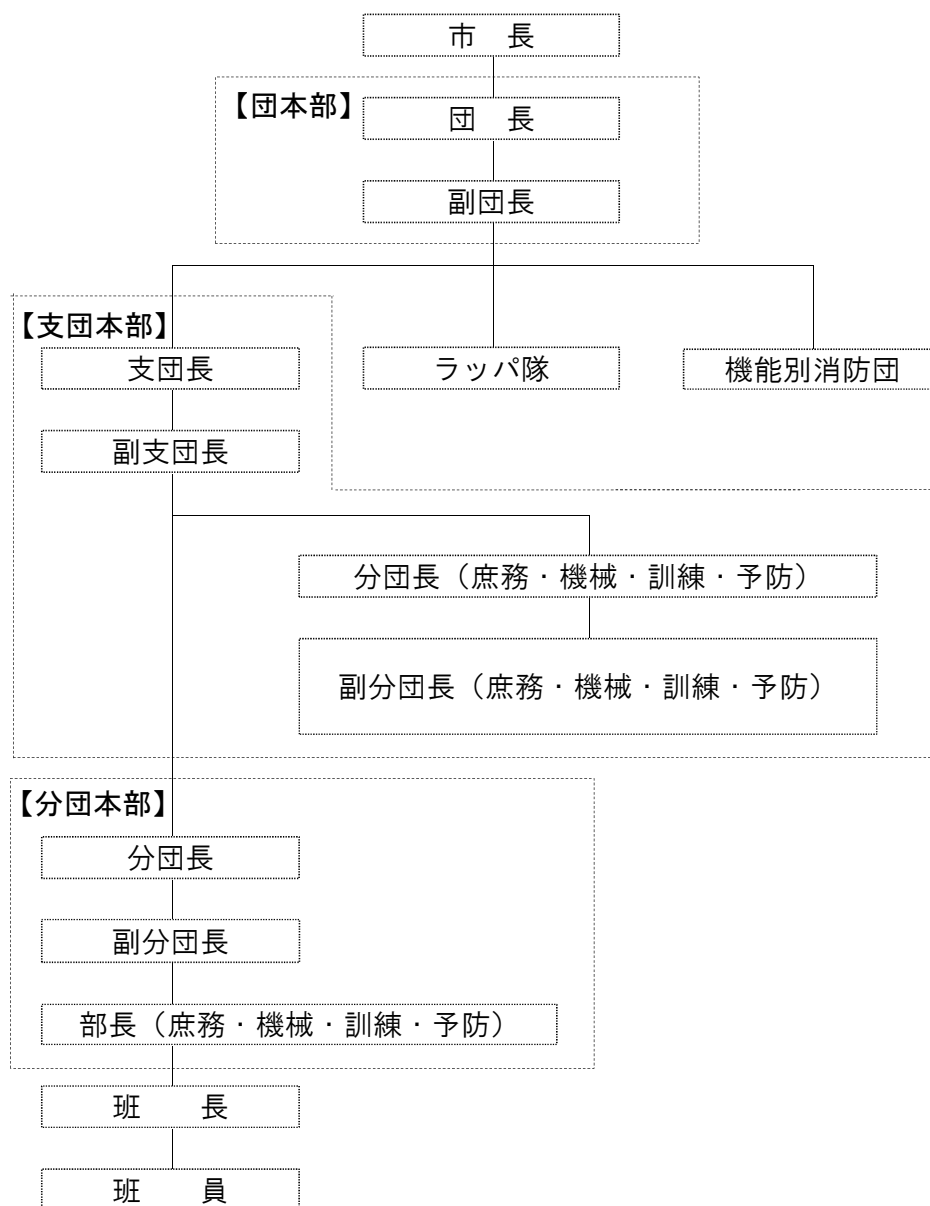 市　長
【団本部】
団　長
副団長
【支団本部】
支団長
ラッパ隊
機能別消防団
副支団長
分団長（庶務・機械・訓練・予防）
副分団長（庶務・機械・訓練・予防）
【分団本部】
分団長
副分団長
部長（庶務・機械・訓練・予防）
班　　長
班　　員